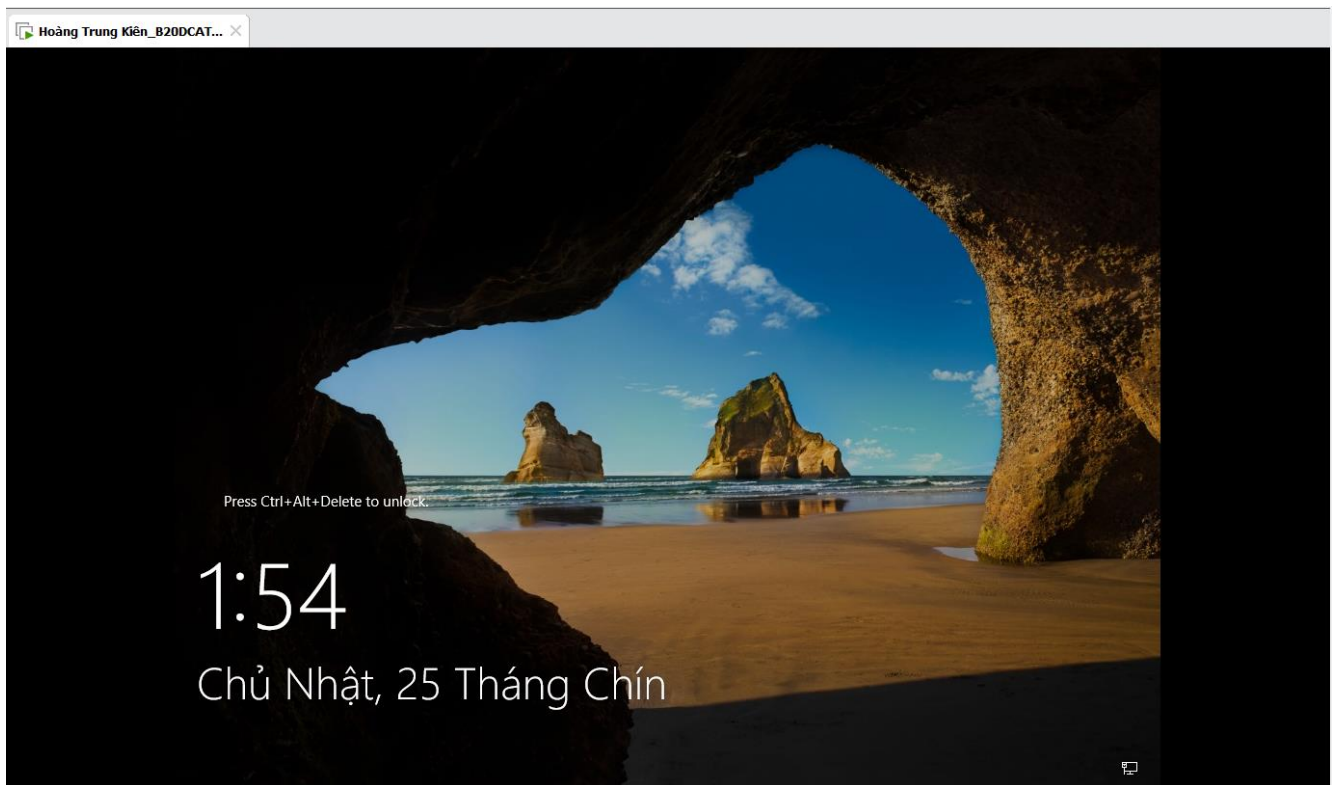 Hoàng Trung Kiên_B20DCAT...
Press Ctrl+Alt+Delete to unlock.
1:54
Chủ Nhật, 25 Tháng Chín